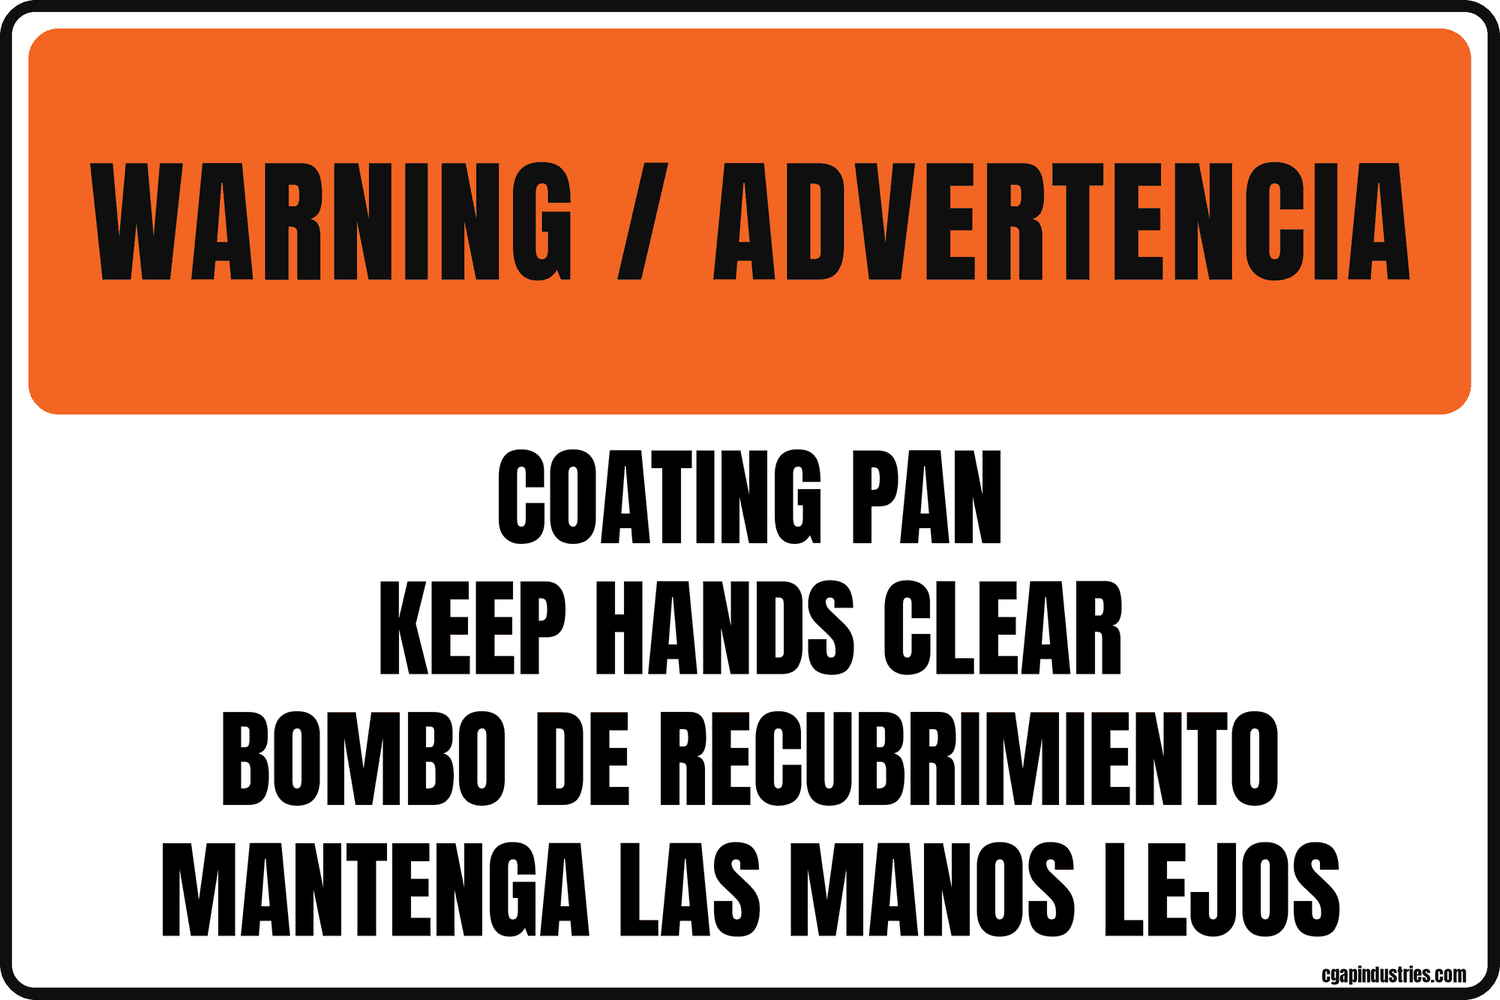 WARNING / ADVERTENCIA
COATING PAN
KEEP HANDS CLEAR
BOMBO DE RECUBRIMIENTO
MANTENGA LAS MANOS LEJOS
cgapindustries.com